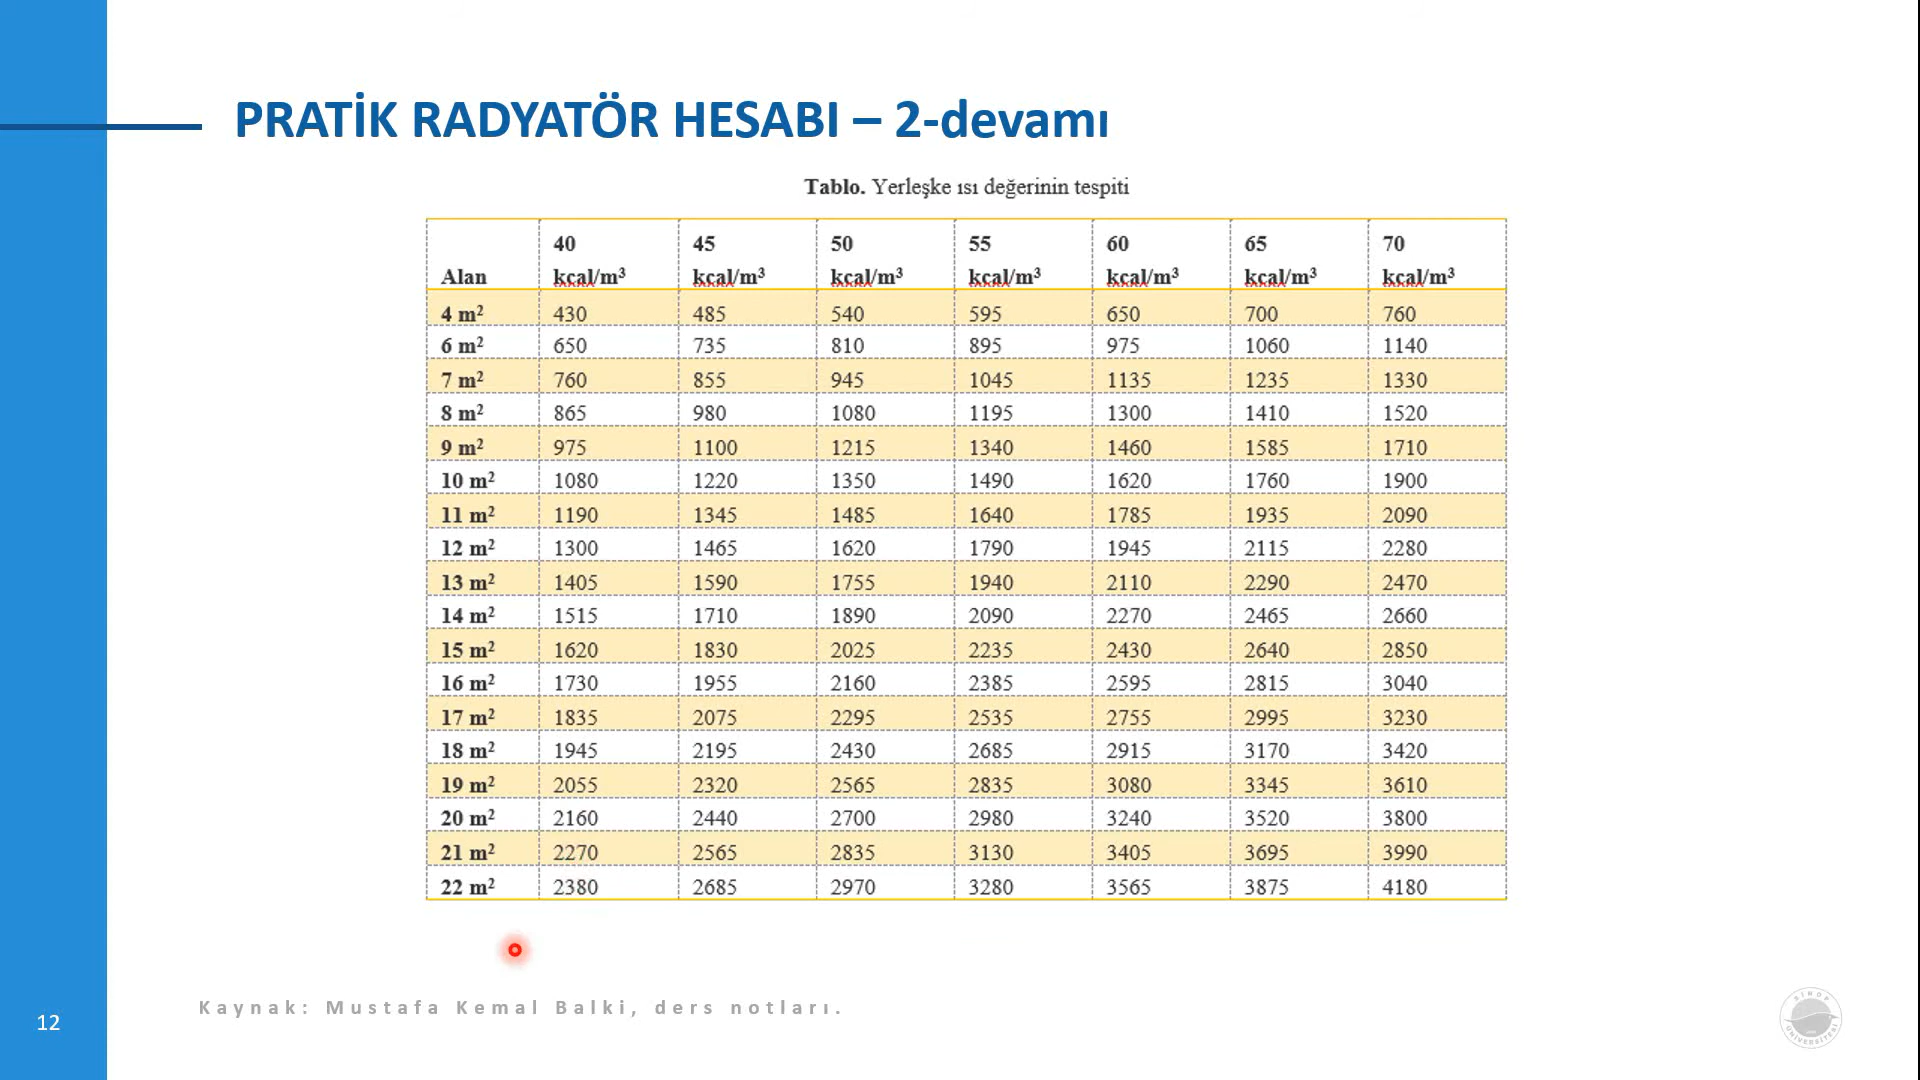 PRATİK RADYATÖR HESABI – 2-devamı
Tablo. Yerleşke ısı değerinin tespiti
Alan 40 kcal/m³ 45 kcal/m³ 50 kcal/m³ 55 kcal/m³ 60 kcal/m³ 65 kcal/m³ 70 kcal/m³
4 m² 430 485 540 595 650 700 760
6 m² 650 735 810 895 975 1060 1140
7 m² 760 855 945 1045 1135 1235 1330
8 m² 865 980 1080 1195 1300 1410 1520
9 m² 975 1100 1215 1340 1460 1585 1710
10 m² 1080 1220 1350 1490 1620 1760 1900
11 m² 1190 1345 1485 1640 1785 1935 2090
12 m² 1300 1465 1620 1790 1945 2115 2280
13 m² 1405 1590 1755 1940 2110 2290 2470
14 m² 1515 1710 1890 2090 2270 2465 2660
15 m² 1620 1830 2025 2235 2430 2640 2850
16 m² 1730 1955 2160 2385 2595 2815 3040
17 m² 1835 2075 2295 2535 2755 2995 3230
18 m² 1945 2195 2430 2685 2915 3170 3420
19 m² 2055 2320 2565 2835 3080 3345 3610
20 m² 2160 2440 2700 2980 3240 3520 3800
21 m² 2270 2565 2835 3130 3405 3695 3990
22 m² 2380 2685 2970 3280 3565 3875 4180
Kaynak: Mustafa Kemal Balki, ders notları.
12
SİNOP
ÜNİVERSİTESİ